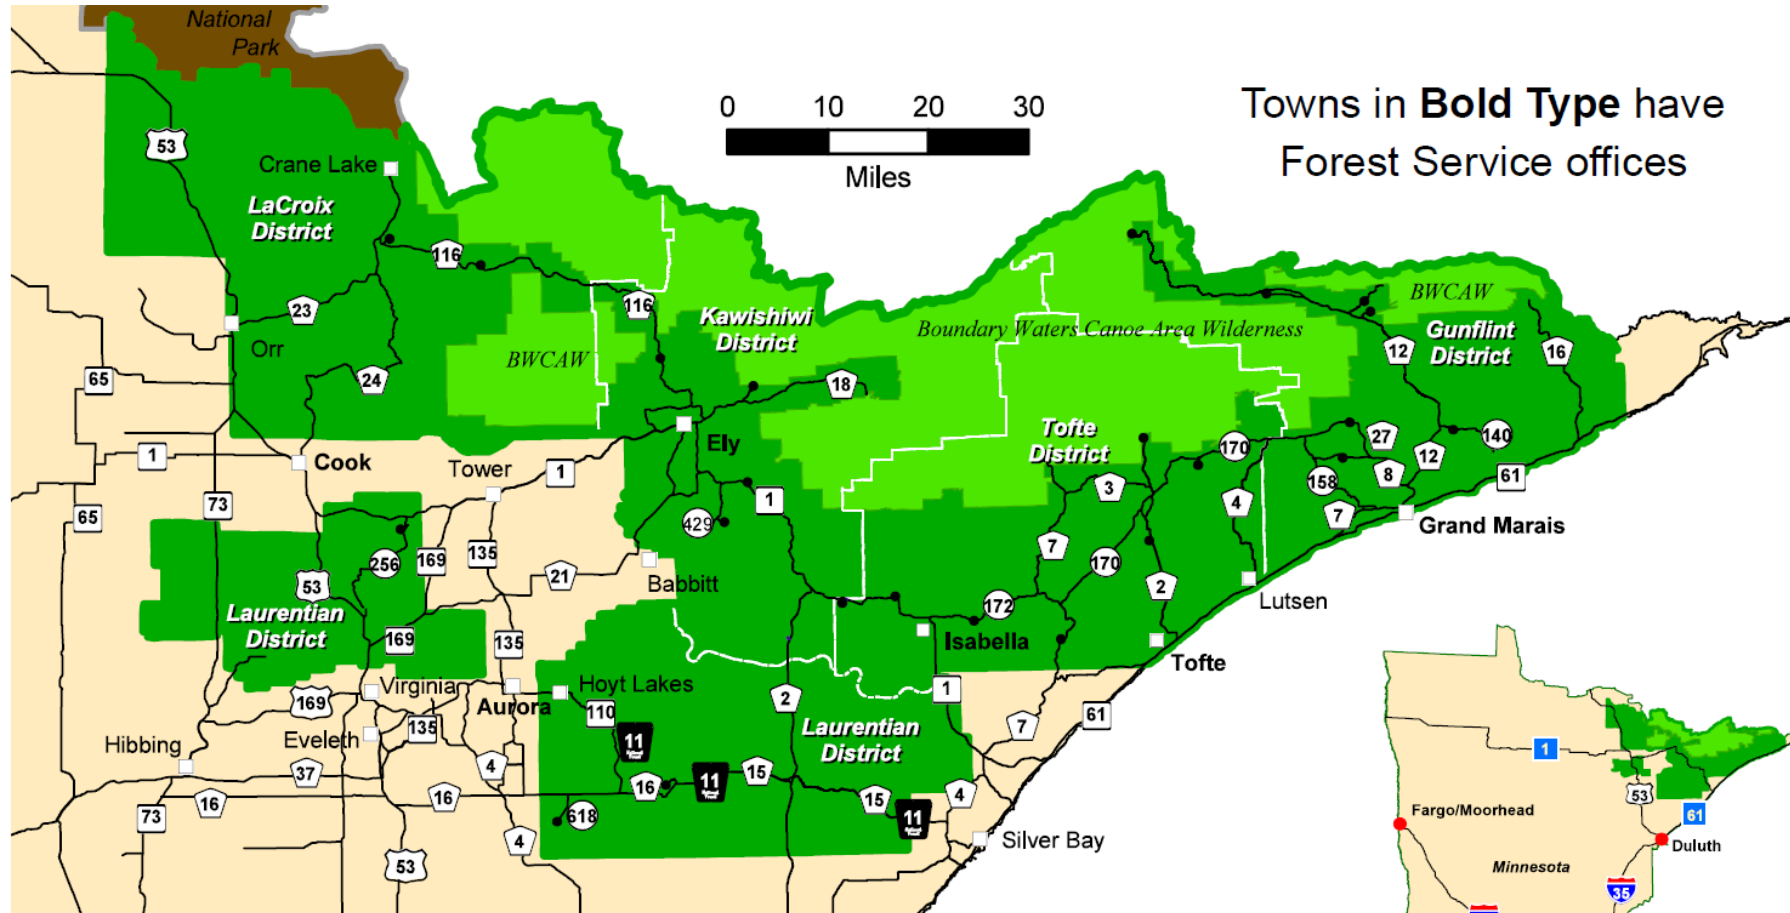 National
Park
0 10 20 30
Miles
Towns in Bold Type have
Forest Service offices
53
Crane Lake
LaCroix
District
116
116
23
Orr
BWCAW
Kawishiwi
District
Boundary Waters Canoe Area Wilderness
BWCAW
Gunflint
District
12
16
65
24
18
Ely
Tofte
District
170
27
140
1
Cook
Tower
1
12
8
61
73
65
1
3
4
158
7
Grand Marais
429
256
169
135
21
7
170
2
53
Babbitt
Lutsen
Laurentian
District
169
135
172
Isabella
Tofte
Virginia
169
Aurora
Hoyt Lakes
110
2
1
61
7
135
Eveleth
Hibbing
11
Laurentian
District
37
4
16
16
16
11
15
15
4
73
618
11
4
53
Silver Bay
1
53
61
Fargo/Moorhead
Duluth
Minnesota
35